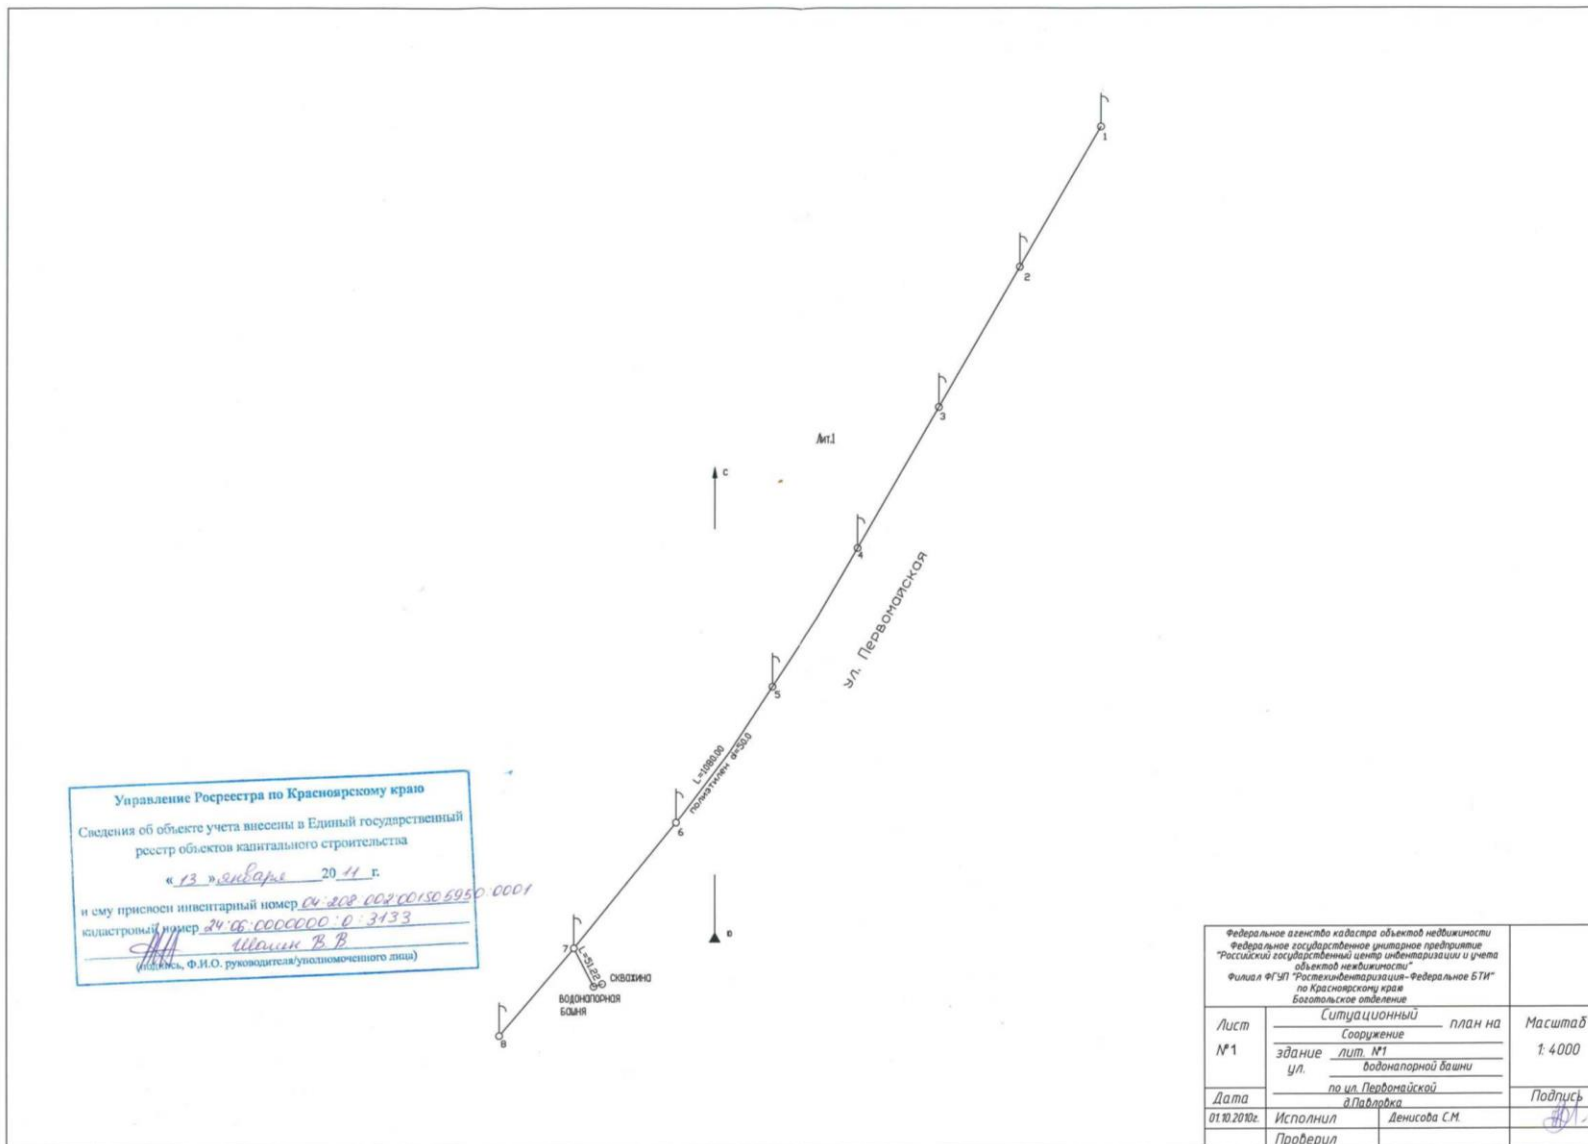 1
2
3
Лит.1
С
4
ул. Первомайская
5
L=1080.00
полиэтилен d=50.0
6
Ю
7
L=51.22
СКВАЖИНА
ВОДОНАПОРНАЯ
БАШНЯ
8
Управление Росреестра по Красноярскому краю
Сведения об объекте учета внесены в Единый государственный
реестр объектов капитального строительства
« 13 » января 20 11 г.
и ему присвоен инвентарный номер 04:208:002:001505950:0001
кадастровый номер 24:06:0000000:0:3133
Шалин В. В
(подпись, Ф.И.О. руководителя/уполномоченного лица)
Федеральное агенство кадастра объектов недвижимости
Федеральное государственное унитарное предприятие
"Российский государственный центр инвентаризации и учета
объектов нежвижимости"
Филиал ФГУП "Ростехинвентаризация-Федеральное БТИ"
по Красноярскому краю
Боготольское отделение
Лист Ситуационный план на Масштаб
Сооружение
№1 здание лит. №1 1: 4000
ул. водонапорной башни
по ул. Первомайской
Дата д.Павловка Подпись
01.10.2010г. Исполнил Денисова С.М.
Проверил